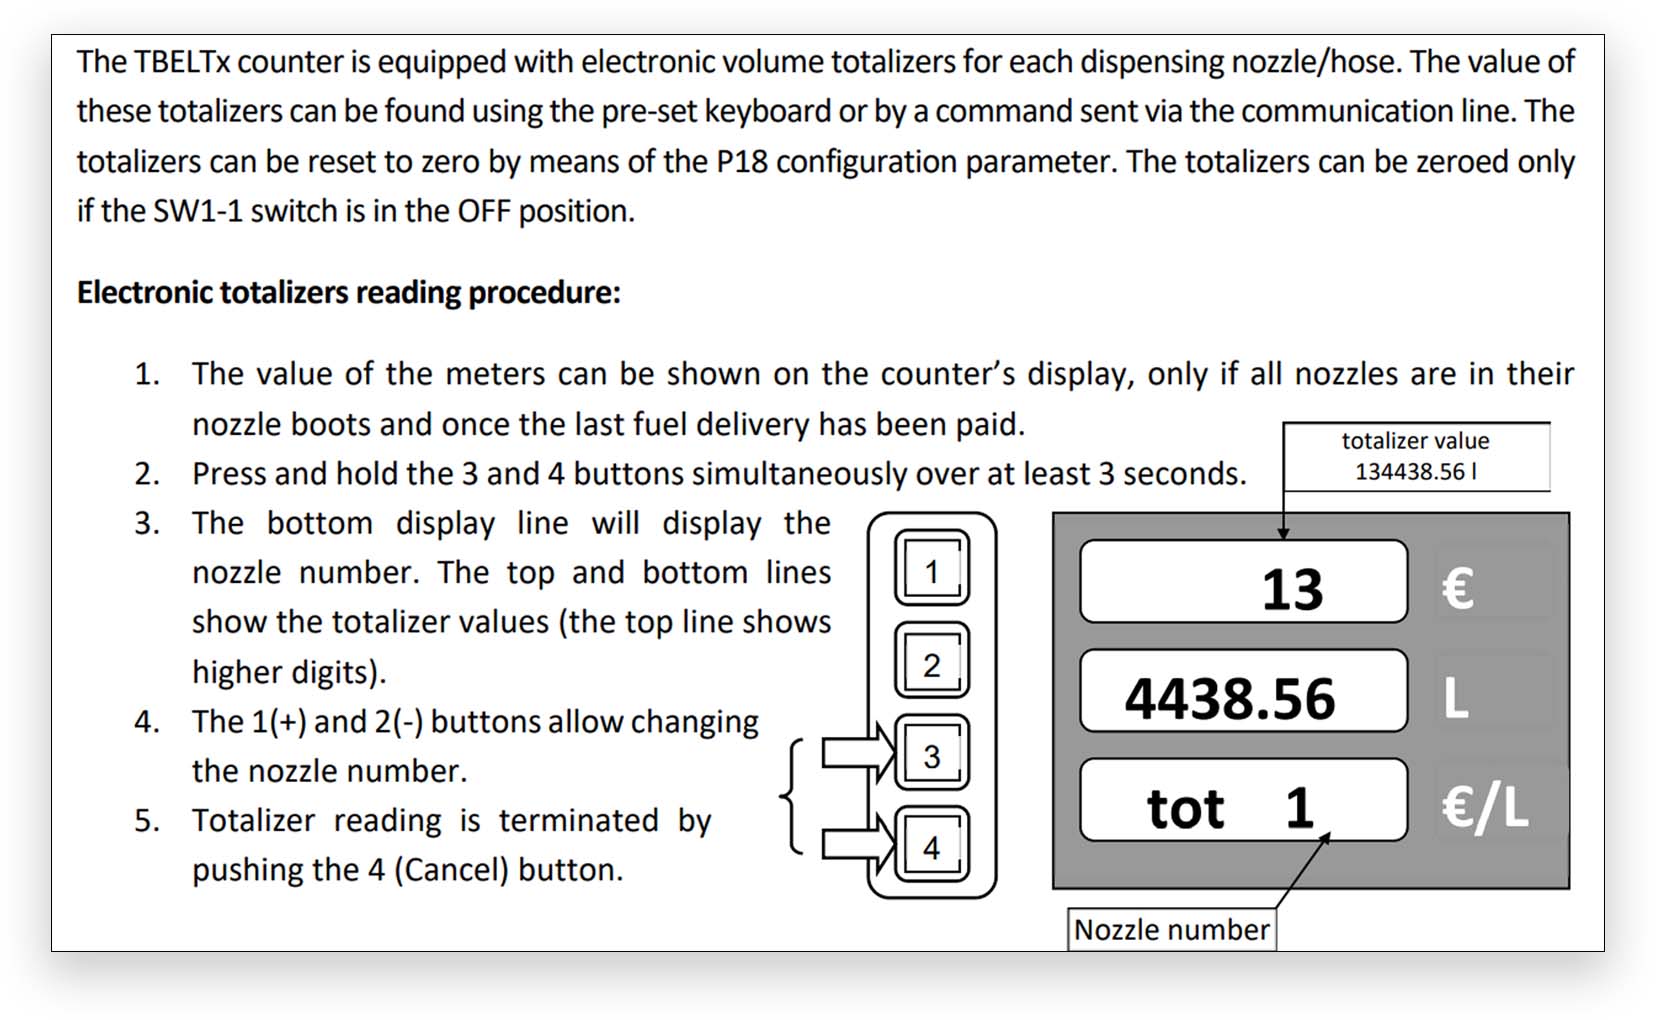 The TBELTx counter is equipped with electronic volume totalizers for each dispensing nozzle/hose. The value of
these totalizers can be found using the pre-set keyboard or by a command sent via the communication line. The
totalizers can be reset to zero by means of the P18 configuration parameter. The totalizers can be zeroed only
if the SW1-1 switch is in the OFF position.
Electronic totalizers reading procedure:
1. The value of the meters can be shown on the counter’s display, only if all nozzles are in their
nozzle boots and once the last fuel delivery has been paid.
2. Press and hold the 3 and 4 buttons simultaneously over at least 3 seconds.
3. The bottom display line will display the
nozzle number. The top and bottom lines
show the totalizer values (the top line shows
higher digits).
4. The 1(+) and 2(-) buttons allow changing
the nozzle number.
5. Totalizer reading is terminated by
pushing the 4 (Cancel) button.
1
2
3
4
totalizer value
134438.56 l
13 €
4438.56 L
tot 1 €/L
Nozzle number